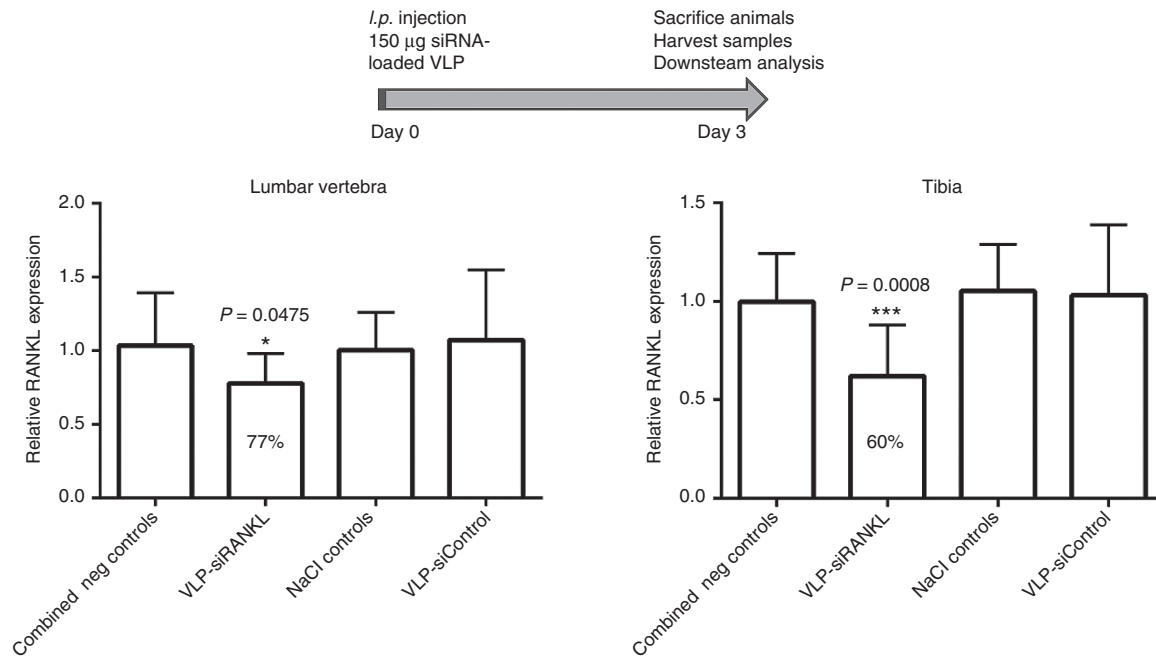 I.p. injection
150 µg siRNA-
loaded VLP
Sacrifice animals
Harvest samples
Downsteam analysis
Day 0
Day 3
Lumbar vertebra
2.0
1.5
1.0
0.5
0.0
Relative RANKL expression
P = 0.0475
*
77%
Combined neg controls
VLP-siRANKL
NaCl controls
VLP-siControl
Tibia
1.5
1.0
0.5
0.0
Relative RANKL expression
P = 0.0008
***
60%
Combined neg controls
VLP-siRANKL
NaCl controls
VLP-siControl